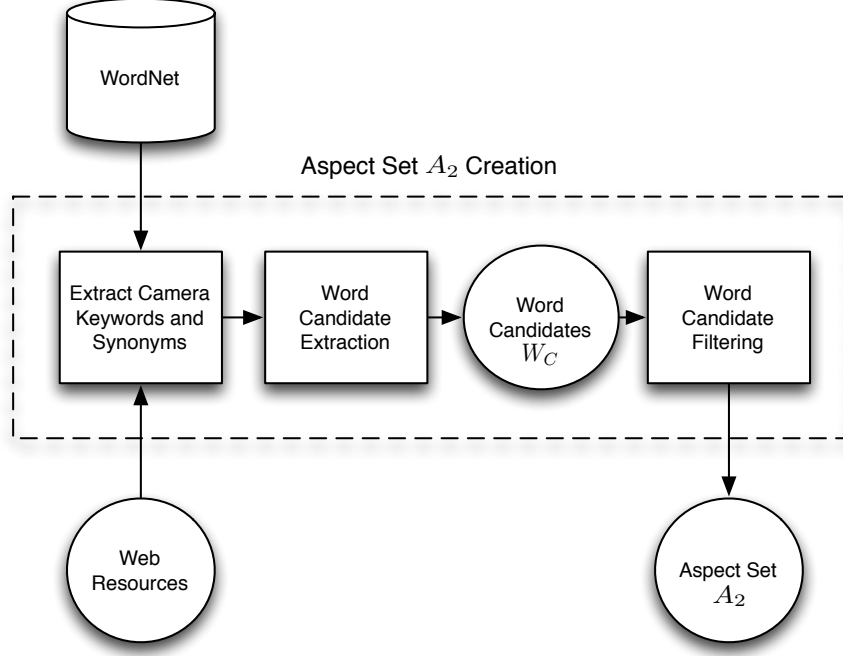 WordNet
Aspect Set A₂ Creation
Extract Camera
Keywords and
Synonyms
Word
Candidate
Extraction
Word
Candidates
W_C
Word
Candidate
Filtering
Web
Resources
Aspect Set
A₂